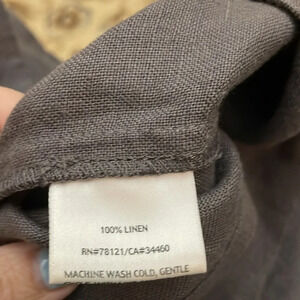 100% LINEN
RN#78121/CA#34460
MACHINE WASH COLD, GENTLE